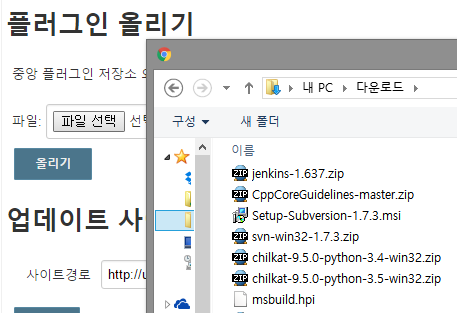 플러그인 올리기
중앙 플러그인 저장소
파일: 파일 선택
올리기
업데이트 사
사이트경로 http://u
내 PC 다운로드
구성 새 폴더
이름
jenkins-1.637.zip
CppCoreGuidelines-master.zip
Setup-Subversion-1.7.3.msi
svn-win32-1.7.3.zip
chilkat-9.5.0-python-3.4-win32.zip
chilkat-9.5.0-python-3.5-win32.zip
msbuild.hpi